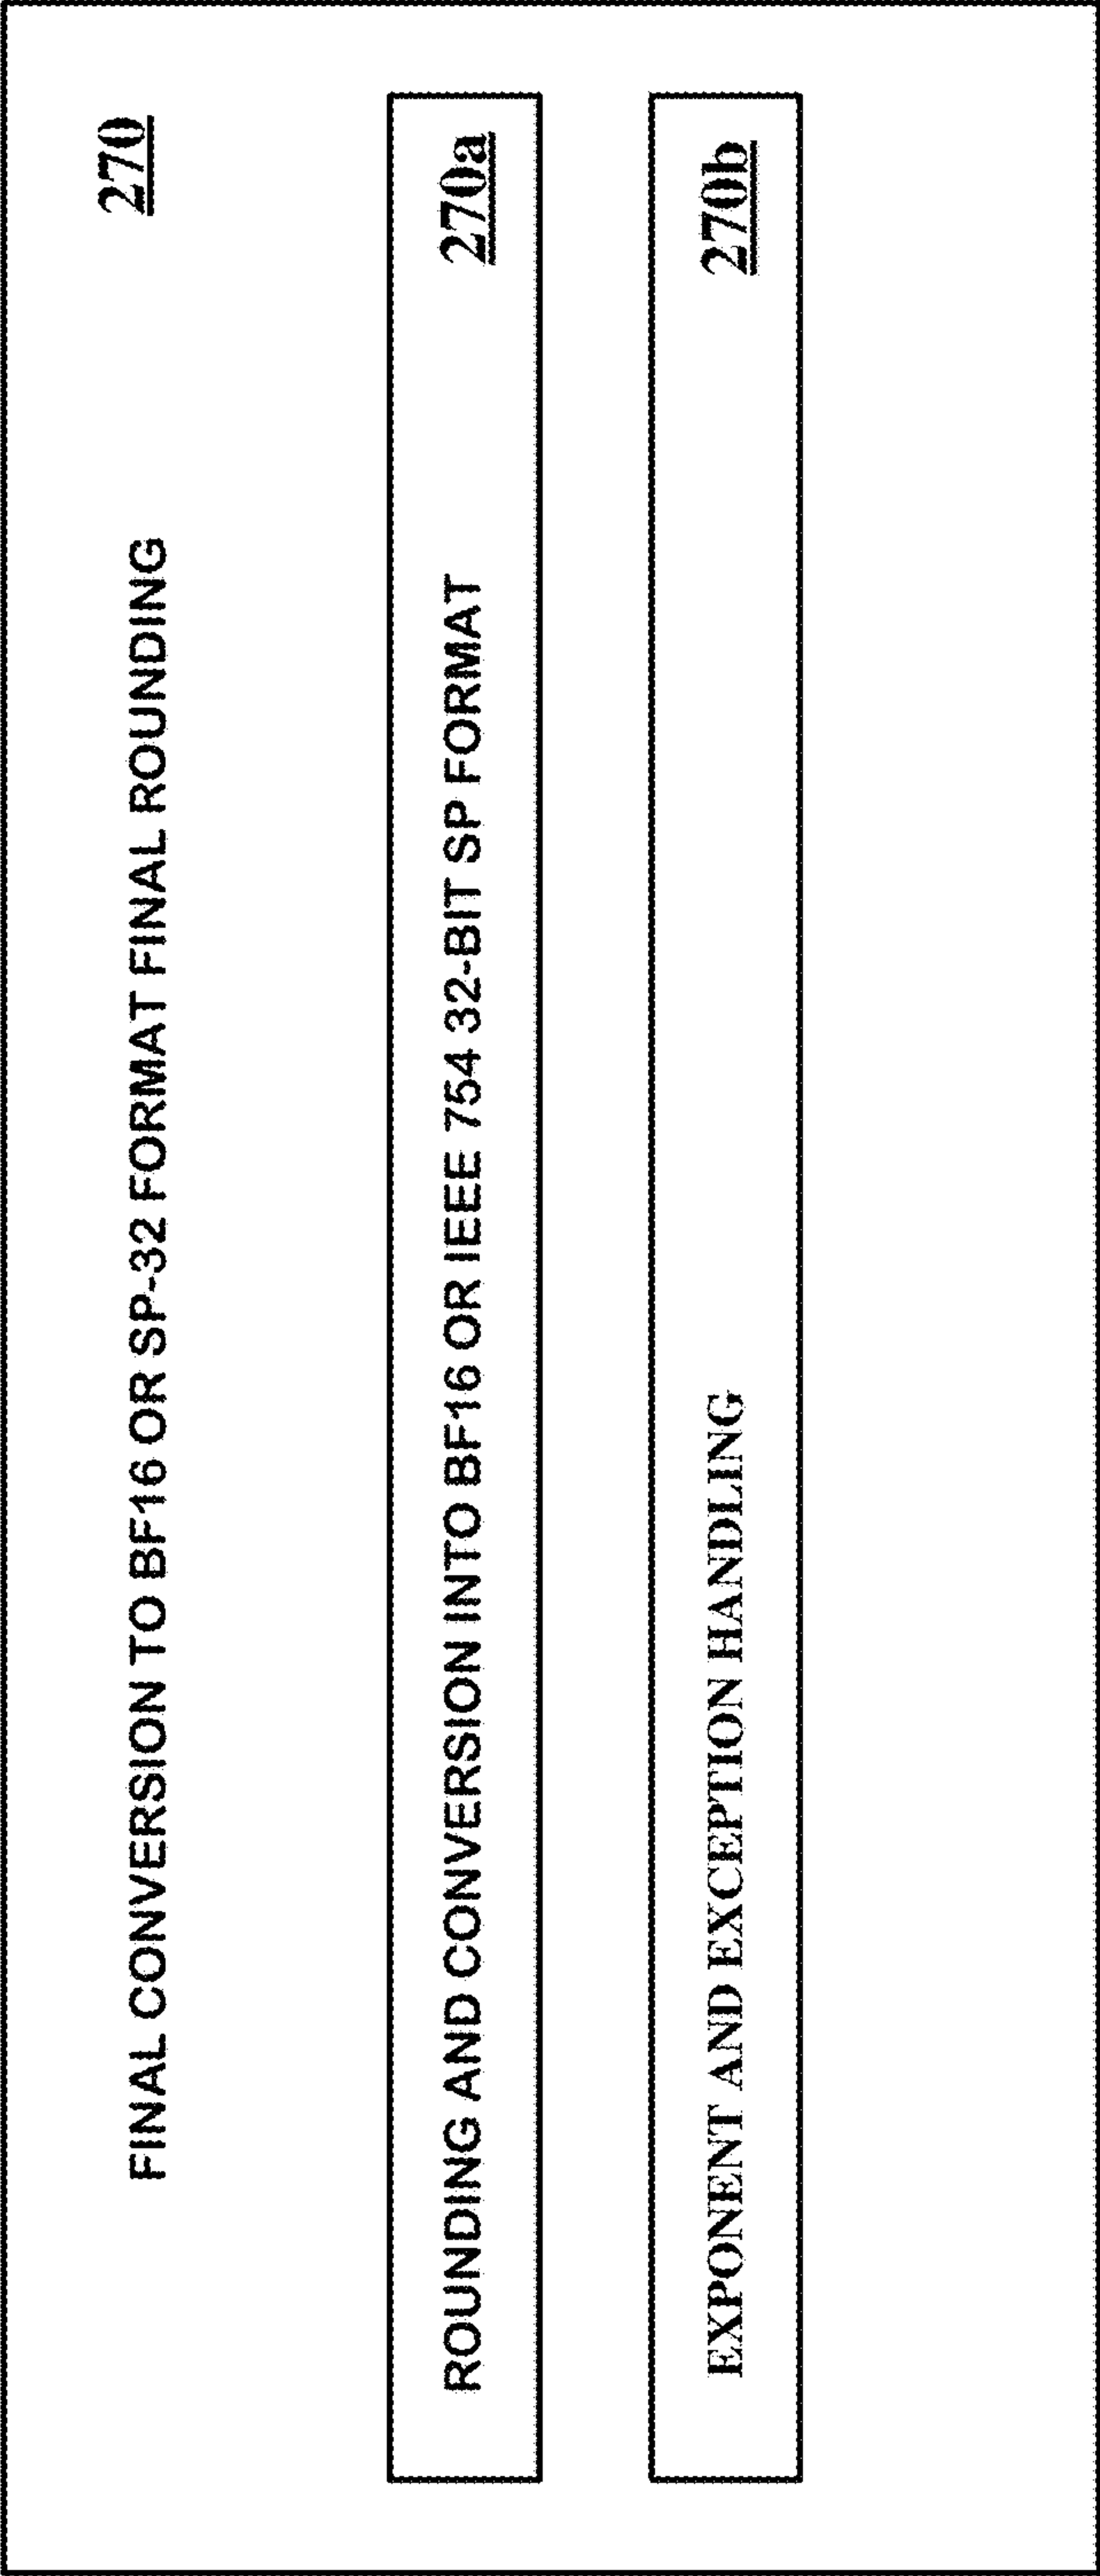 FINAL CONVERSION TO BF16 OR SP-32 FORMAT FINAL ROUNDING 270
ROUNDING AND CONVERSION INTO BF16 OR IEEE 754 32-BIT SP FORMAT 270a
EXPONENT AND EXCEPTION HANDLING 270b